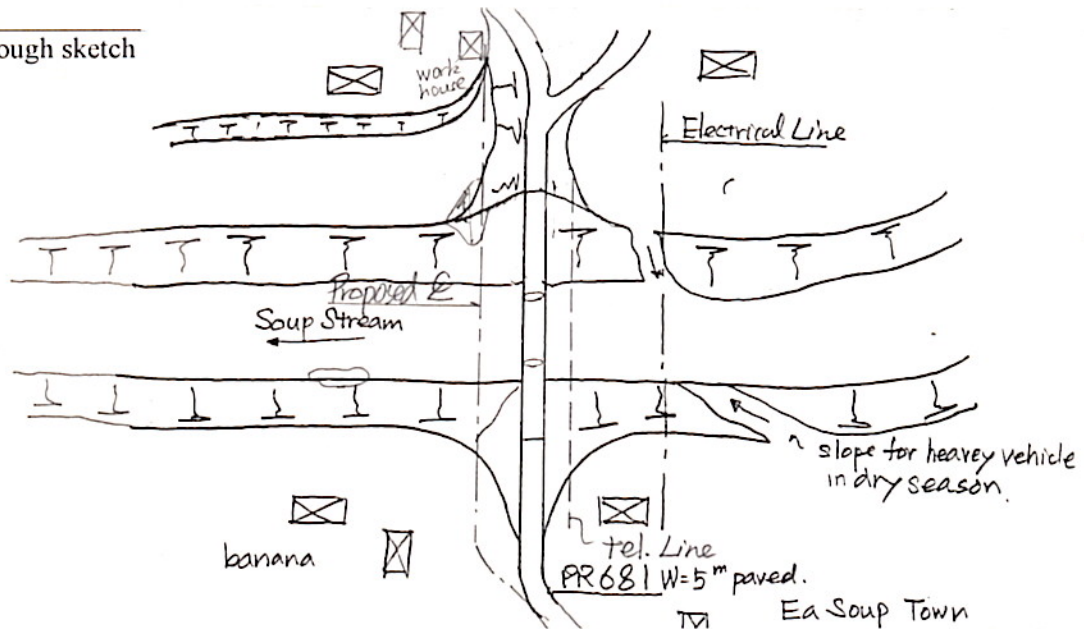 ough sketch
work
house
Electrical Line
Proposed ℄
Soup Stream
slope for heavey vehicle
in dry season.
banana
tel. Line
PR681 W=5m paved.
Ea Soup Town